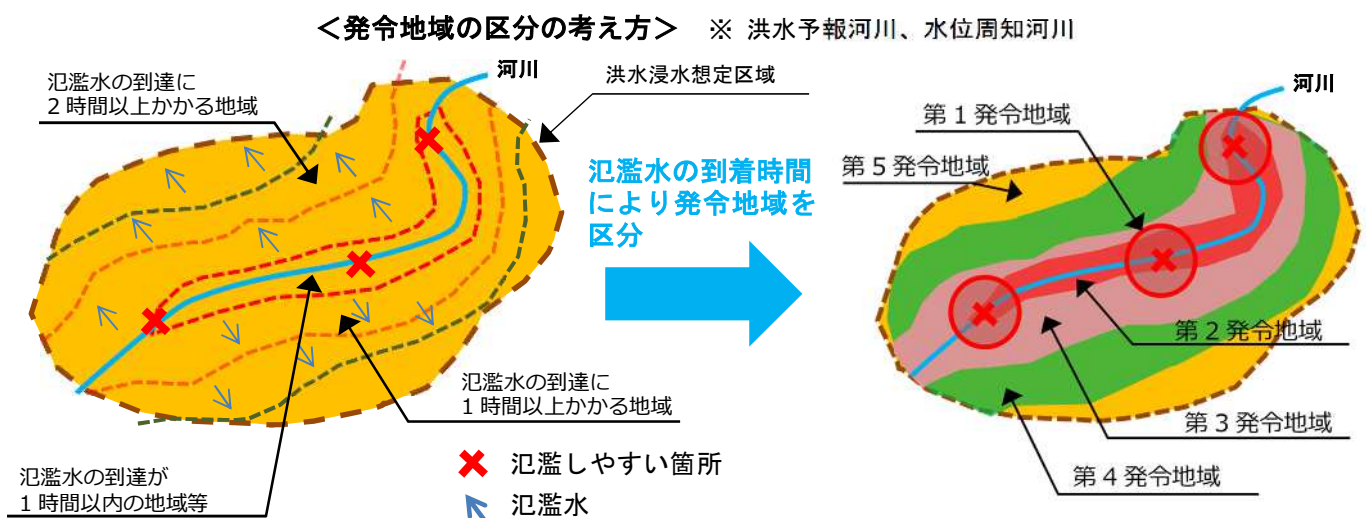 ＜発令地域の区分の考え方＞ ※ 洪水予報河川、水位周知河川
氾濫水の到達に
２時間以上かかる地域
河川
洪水浸水想定区域
氾濫水の到達に
１時間以上かかる地域
氾濫水の到達が
１時間以内の地域等
氾濫しやすい箇所
氾濫水
氾濫水の到着時間
により発令地域を
区分
河川
第１発令地域
第５発令地域
第２発令地域
第３発令地域
第４発令地域